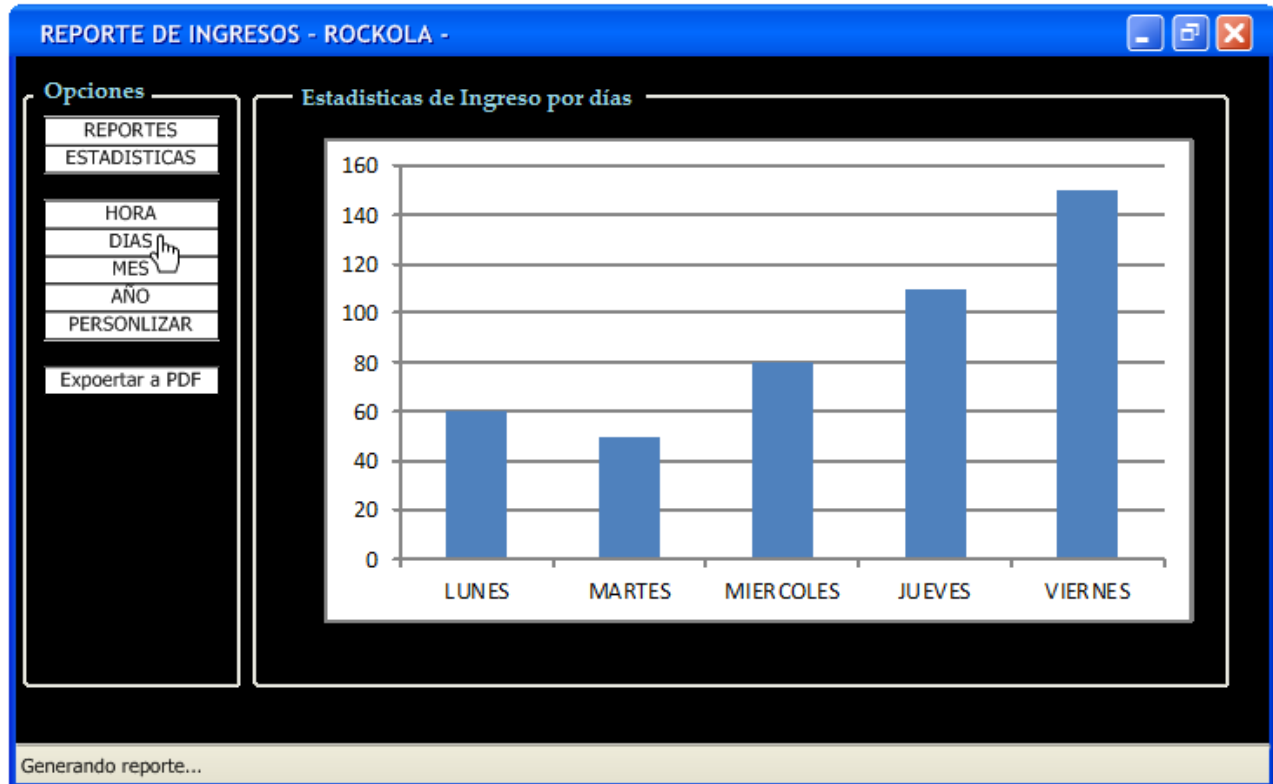 REPORTE DE INGRESOS - ROCKOLA -
Opciones
REPORTES
ESTADISTICAS
HORA
DIAS
MES
AÑO
PERSONLIZAR
Expoertar a PDF
Estadisticas de Ingreso por días
160
140
120
100
80
60
40
20
0
LUNES MARTES MIERCOLES JUEVES VIERNES
Generando reporte...